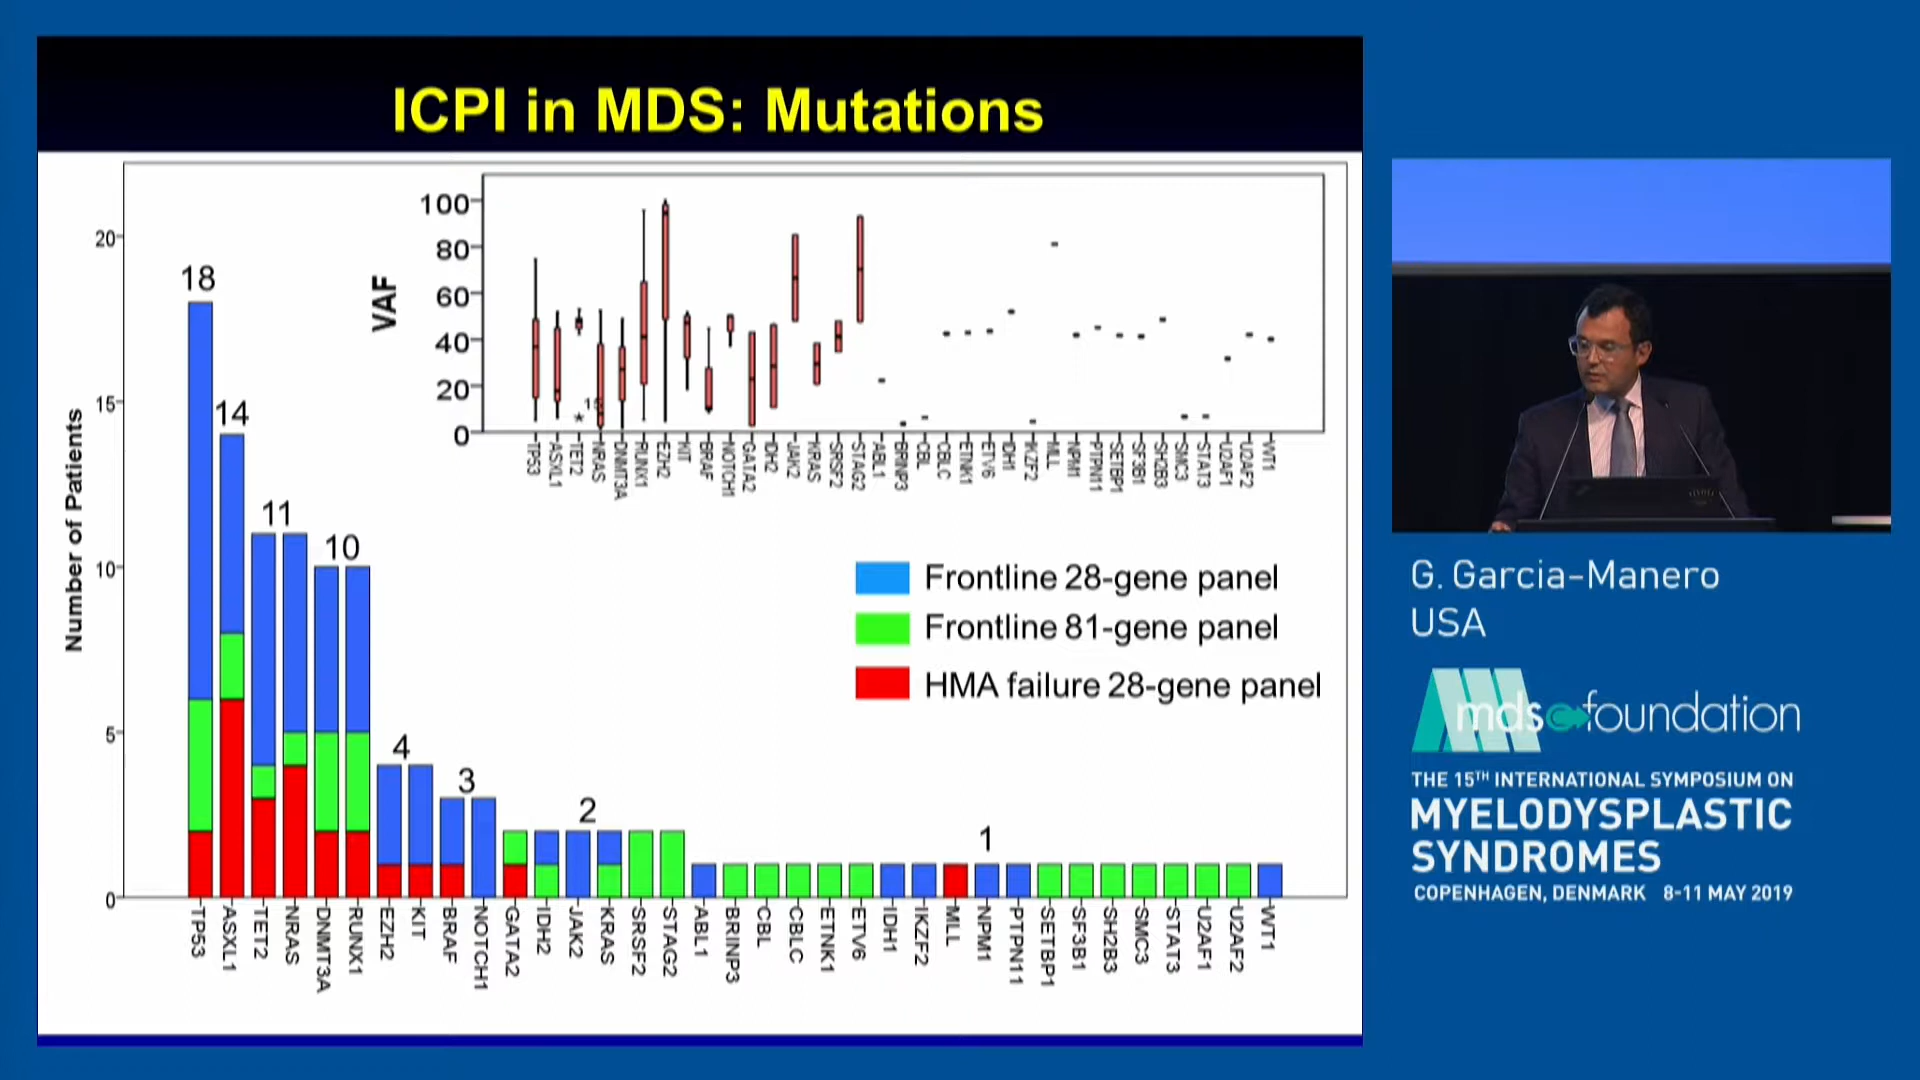 ICPI in MDS: Mutations
Number of Patients
20
15
10
5
0
18
14
11
10
4
3
2
1
TP53
ASXL1
TET2
NRAS
DNMT3A
RUNX1
EZH2
KIT
BRAF
NOTCH1
GATA2
IDH2
JAK2
KRAS
SRSF2
STAG2
ABL1
BRINP3
CBL
CBLC
ETNK1
ETV6
IDH1
IKZF2
MLL
NPM1
PTPN11
SETBP1
SF3B1
SH2B3
SMC3
STAT3
U2AF1
U2AF2
WT1
VAF
100
80
60
40
20
0
TP53
ASXL1
TET2
NRAS
DNMT3A
RUNX1
EZH2
KIT
BRAF
NOTCH1
GATA2
IDH2
JAK2
KRAS
SRSF2
STAG2
ABL1
BRINP3
CBL
CBLC
ETNK1
ETV6
IDH1
IKZF2
MLL
NPM1
PTPN11
SETBP1
SF3B1
SH2B3
SMC3
STAT3
U2AF1
U2AF2
WT1
Frontline 28-gene panel
Frontline 81-gene panel
HMA failure 28-gene panel
G. Garcia-Manero
USA
mds foundation
THE 15TH INTERNATIONAL SYMPOSIUM ON
MYELODYSPLASTIC
SYNDROMES
COPENHAGEN, DENMARK 8-11 MAY 2019